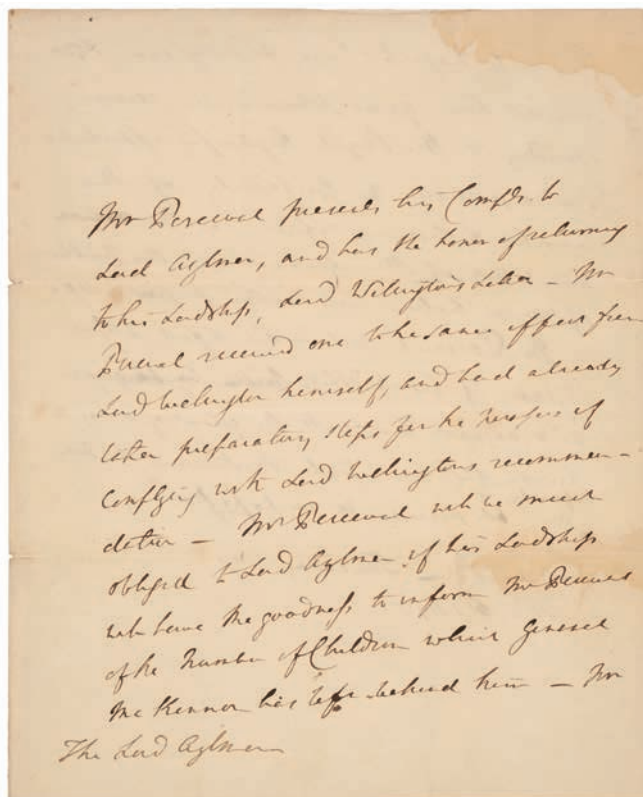 Mr Perceval presents his Compts. to
Lord Aylmer, and has the honor of returning
to his Lordship, Lord Wellington's Letter – Mr
Perceval received one to the same effect from
Lord Wellington himself, and had already
taken preparatory steps for the purpose of
complying with Lord Wellingtons recommen–
dation – Mr Perceval will be much
obliged to Lord Aylmer if his Lordship
will have the goodness to inform Mr Perceval
of the Number of Children which General
McKinnon has left behind him – Mr
The Lord Aylmer